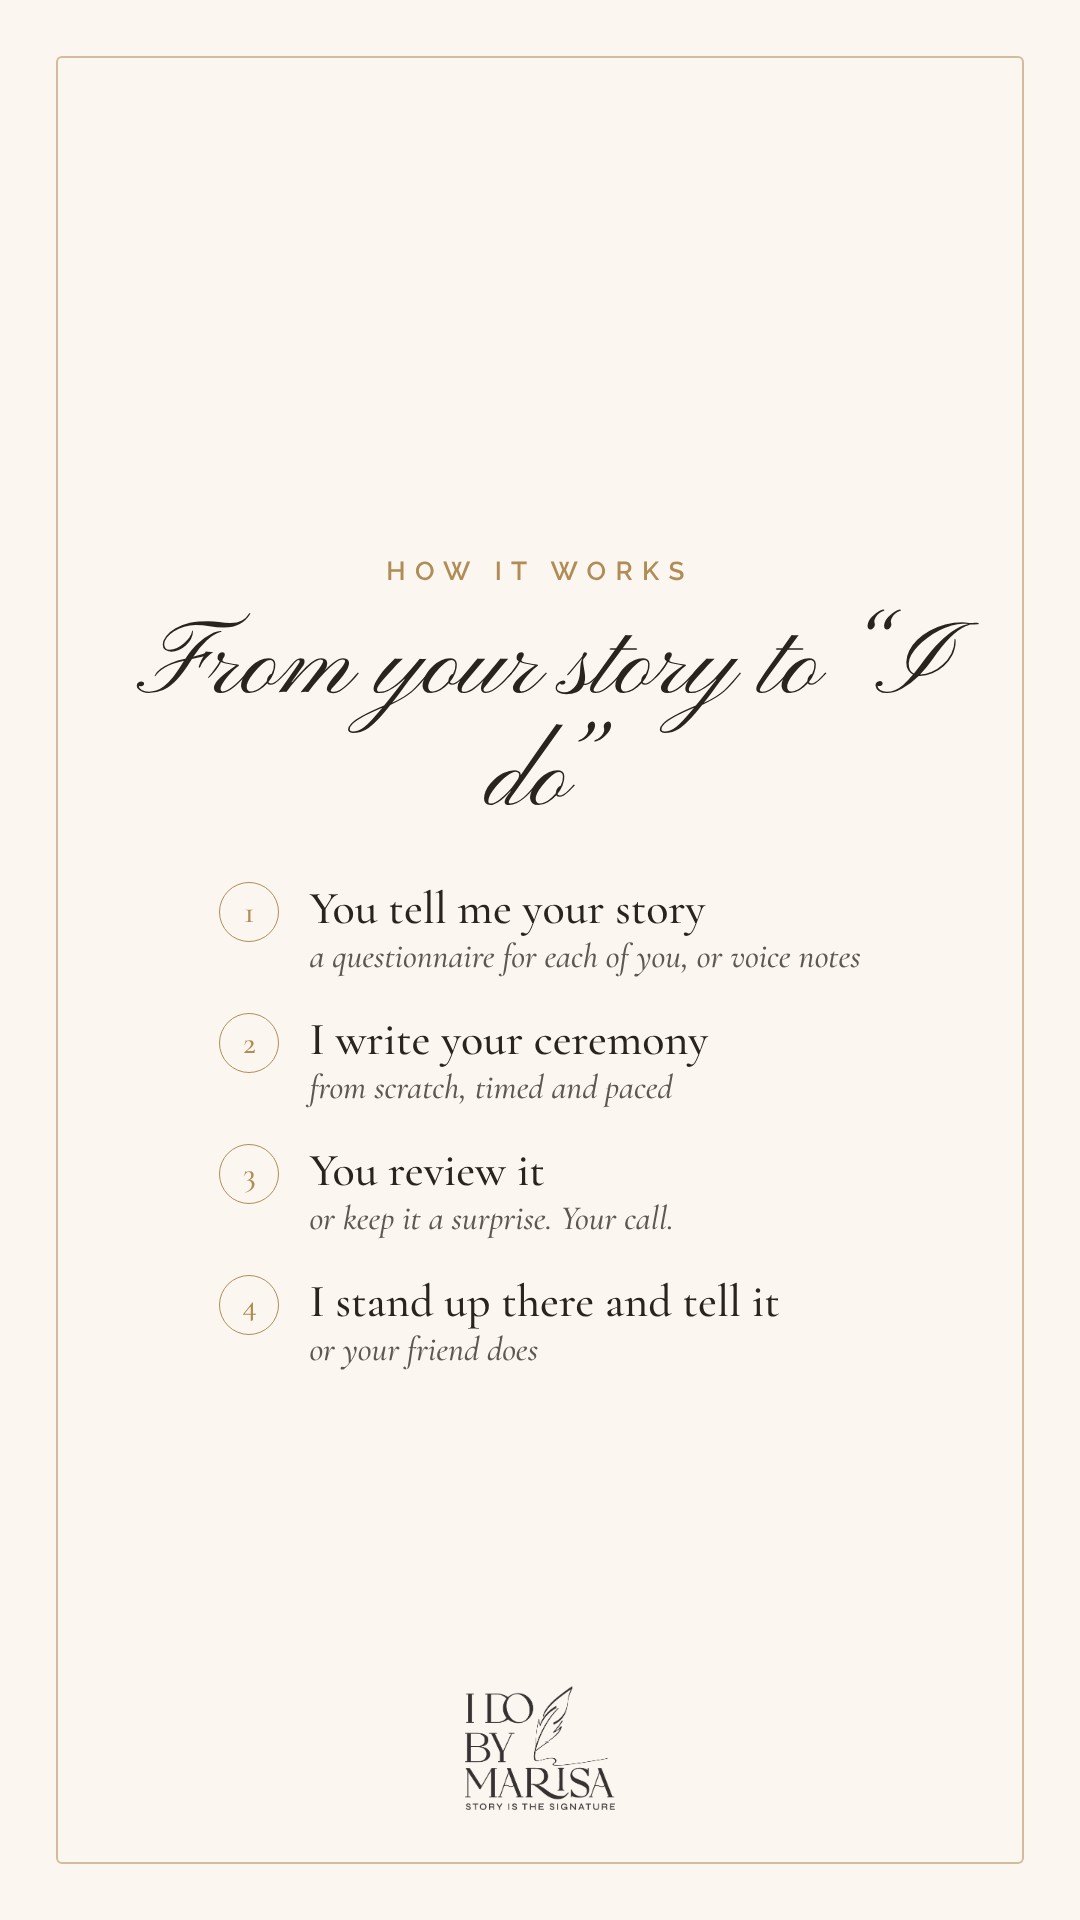 HOW IT WORKS
From your story to “I
do”
1
You tell me your story
a questionnaire for each of you, or voice notes
2
I write your ceremony
from scratch, timed and paced
3
You review it
or keep it a surprise. Your call.
4
I stand up there and tell it
or your friend does
I DO
BY
MARISA
STORY IS THE SIGNATURE